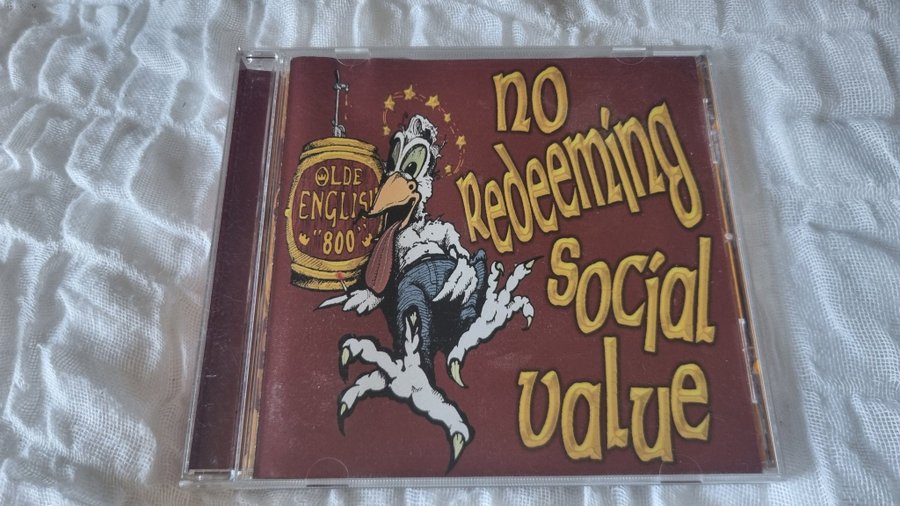 OLDE
ENGLISH
"800"
no
Redeeming
Social
Value